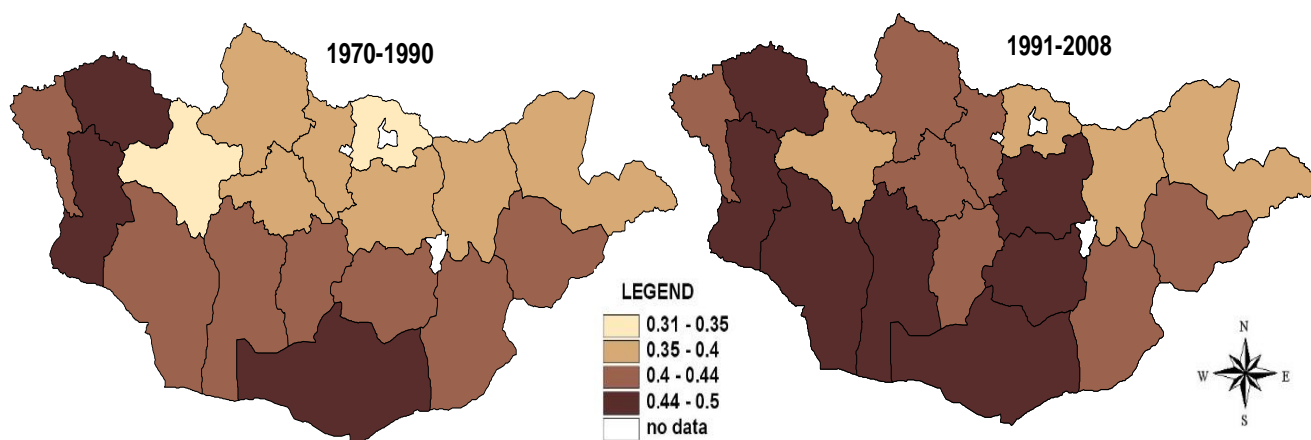 1970-1990
1991-2008
LEGEND
0.31 - 0.35
0.35 - 0.4
0.4 - 0.44
0.44 - 0.5
no data
N
W E
S